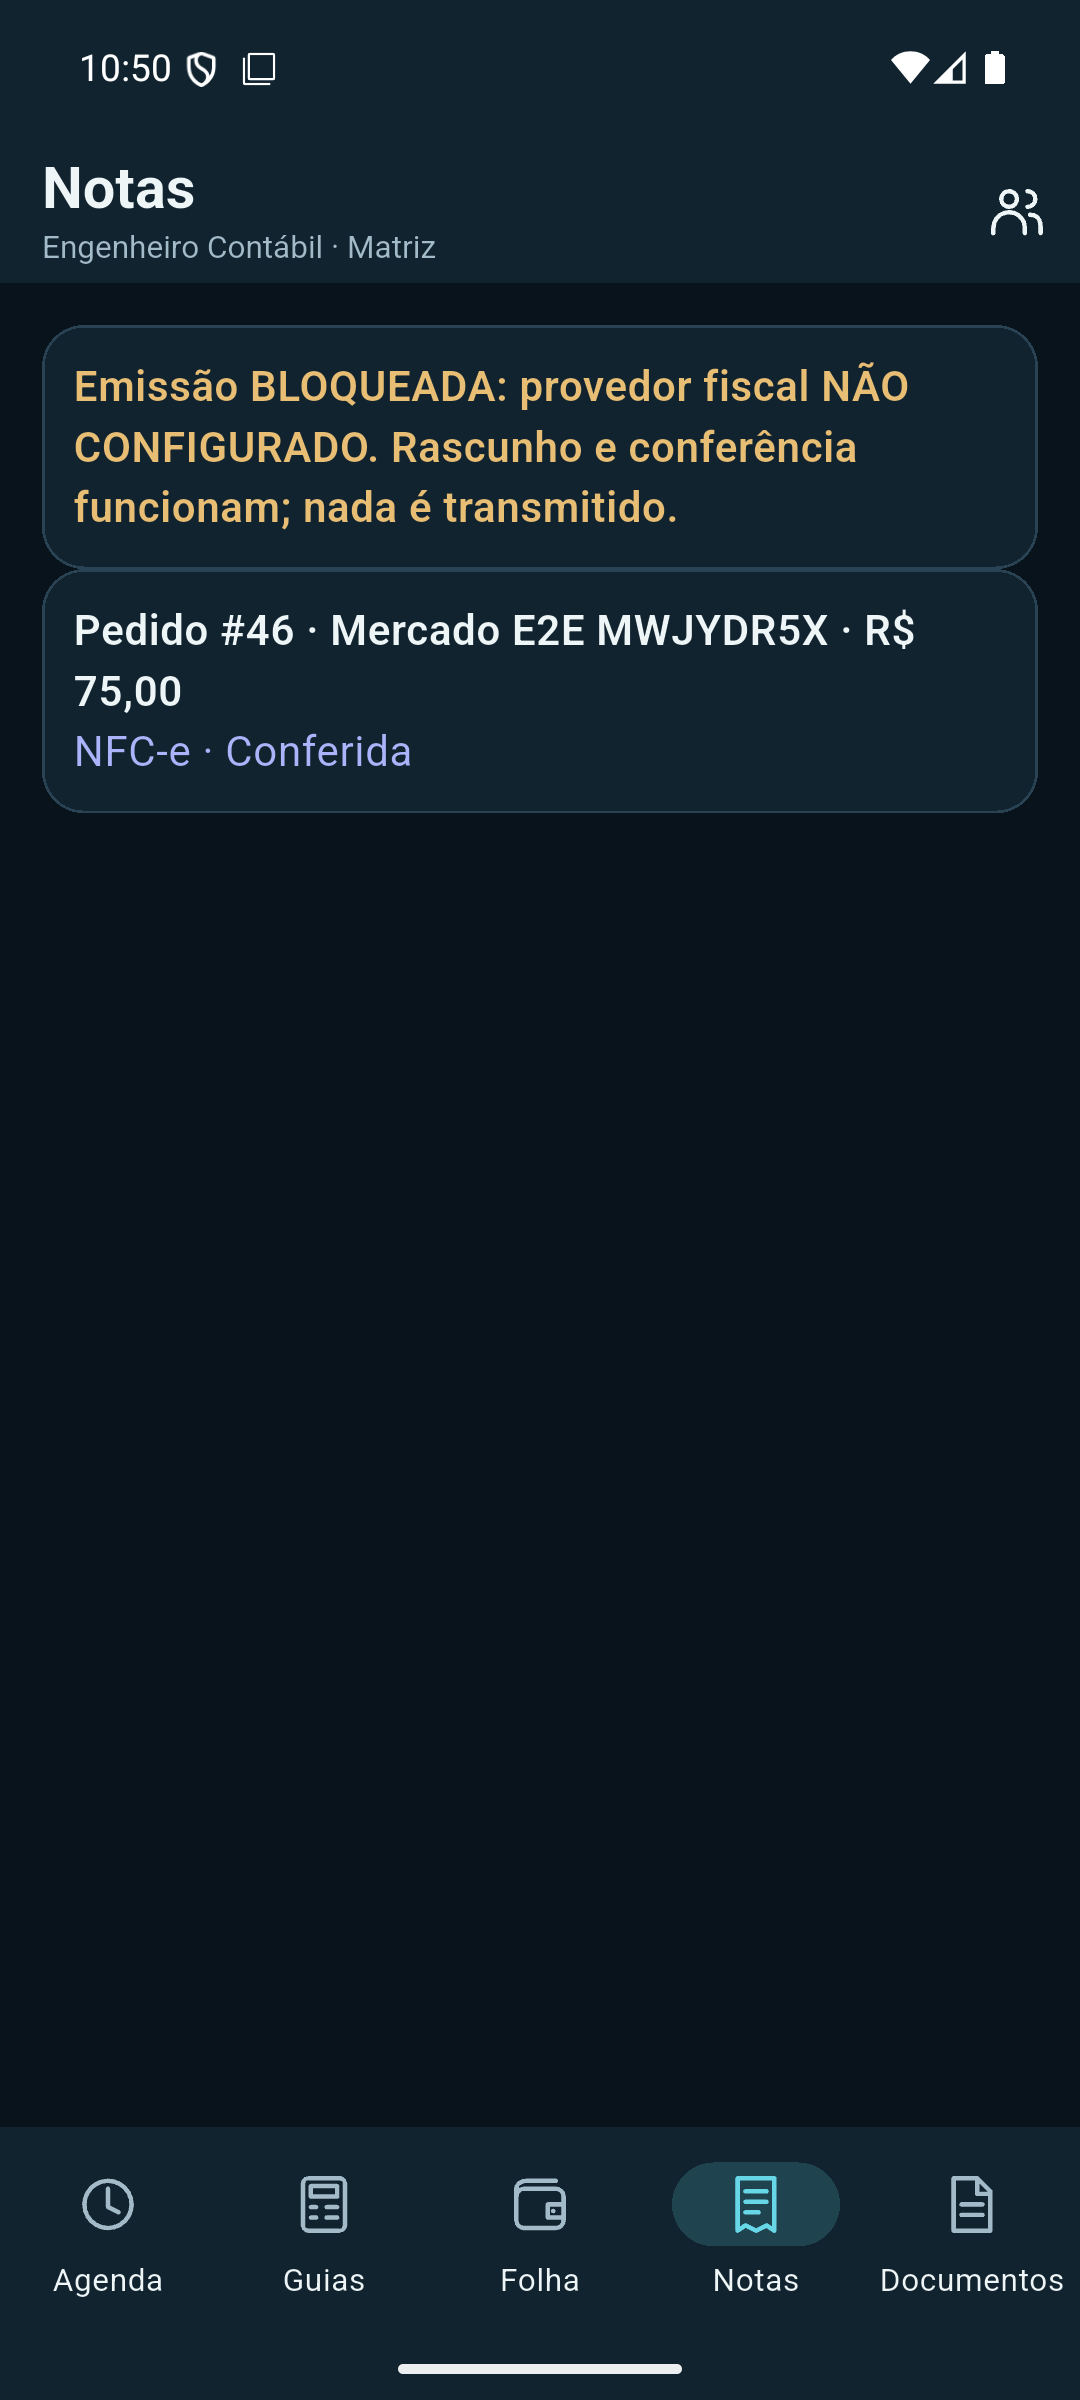 10:50
Notas
Engenheiro Contábil · Matriz
Emissão BLOQUEADA: provedor fiscal NÃO
CONFIGURADO. Rascunho e conferência
funcionam; nada é transmitido.
Pedido #46 · Mercado E2E MWJYDR5X · R$
75,00
NFC-e · Conferida
Agenda
Guias
Folha
Notas
Documentos